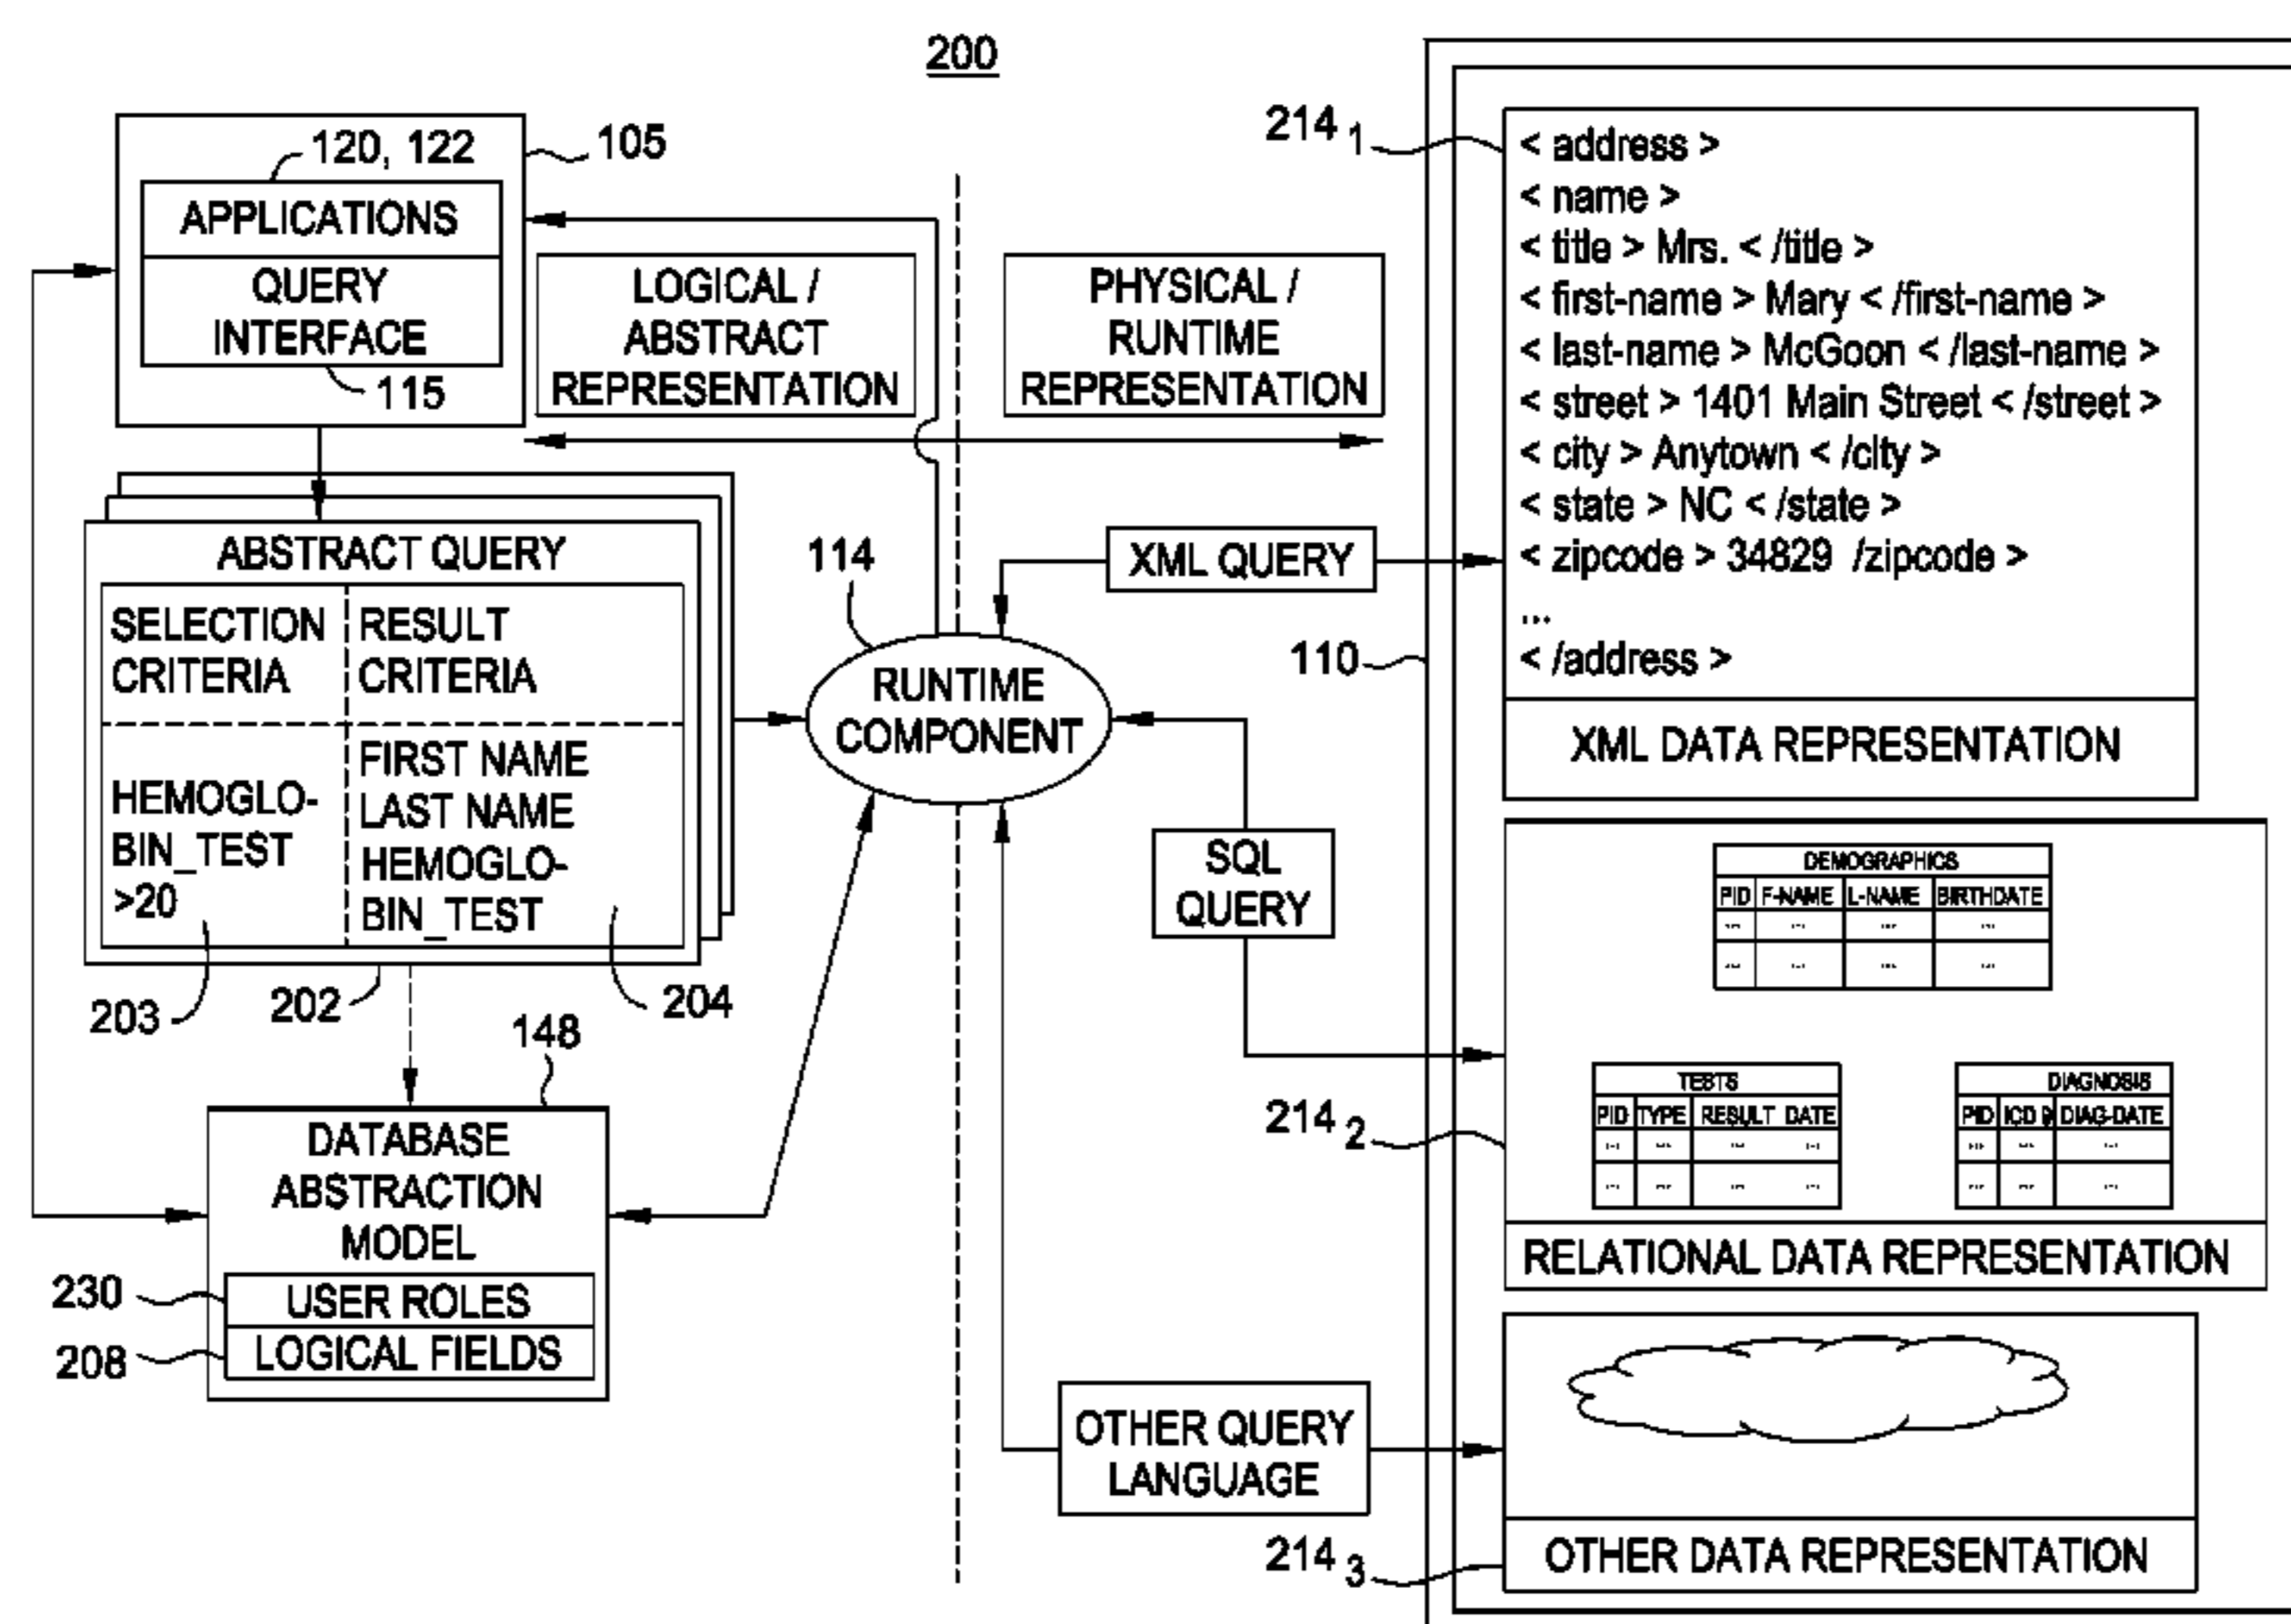 200
120, 122
105
APPLICATIONS
QUERY
INTERFACE
115
LOGICAL /
ABSTRACT
REPRESENTATION
PHYSICAL /
RUNTIME
REPRESENTATION
ABSTRACT QUERY
SELECTION
CRITERIA
RESULT
CRITERIA
HEMOGLO-
BIN_TEST
>20
FIRST NAME
LAST NAME
HEMOGLO-
BIN_TEST
203
202
204
148
DATABASE
ABSTRACTION
MODEL
230
USER ROLES
208
LOGICAL FIELDS
114
RUNTIME
COMPONENT
XML QUERY
SQL
QUERY
OTHER QUERY
LANGUAGE
110
214 1
< address >
< name >
< title > Mrs. < /title >
< first-name > Mary < /first-name >
< last-name > McGoon < /last-name >
< street > 1401 Main Street < /street >
< city > Anytown < /city >
< state > NC < /state >
< zipcode > 34829 /zipcode >
...
< /address >
XML DATA REPRESENTATION
DEMOGRAPHICS
PID F-NAME L-NAME BIRTHDATE
... ... ... ...
... ... ... ...
TESTS
PID TYPE RESULT DATE
... ... ... ...
... ... ... ...
DIAGNOSIS
PID ICD 9 DIAG-DATE
... ... ...
... ... ...
214 2
RELATIONAL DATA REPRESENTATION
214 3
OTHER DATA REPRESENTATION